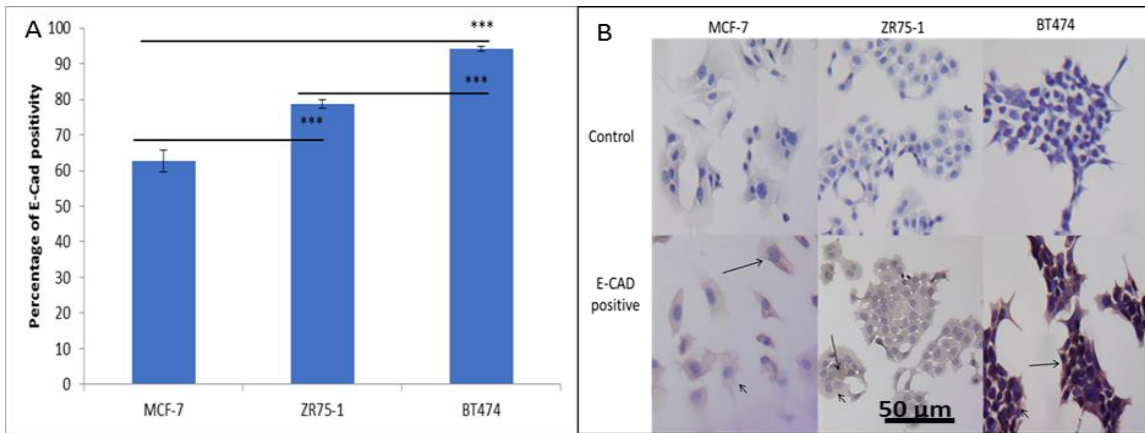 A
Percentage of E-Cad positivity
100
90
80
70
60
50
40
30
20
10
0
***
***
***
MCF-7 ZR75-1 BT474
B
MCF-7 ZR75-1 BT474
Control
E-CAD
positive
50 µm